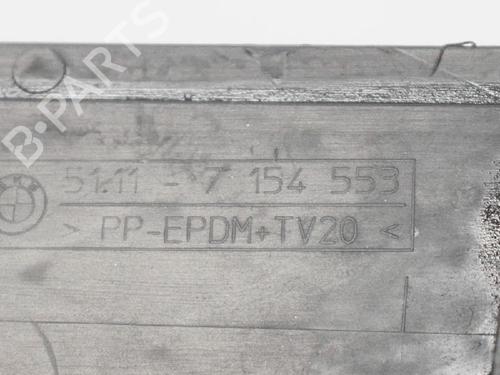 B-PARTS
51.11 - 7 154 553
> PP-EPDM+TV20 <